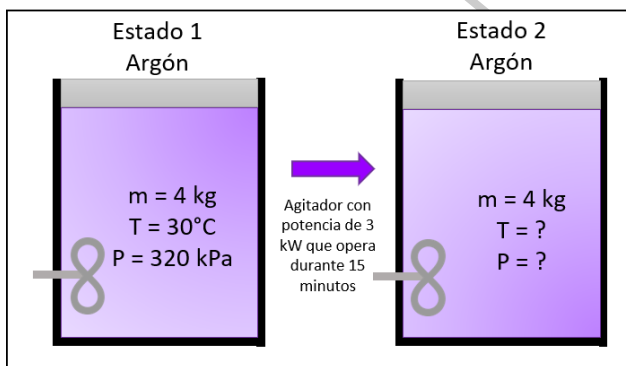 Estado 1
Argón
m = 4 kg
T = 30°C
P = 320 kPa
Agitador con
potencia de 3
kW que opera
durante 15
minutos
Estado 2
Argón
m = 4 kg
T = ?
P = ?